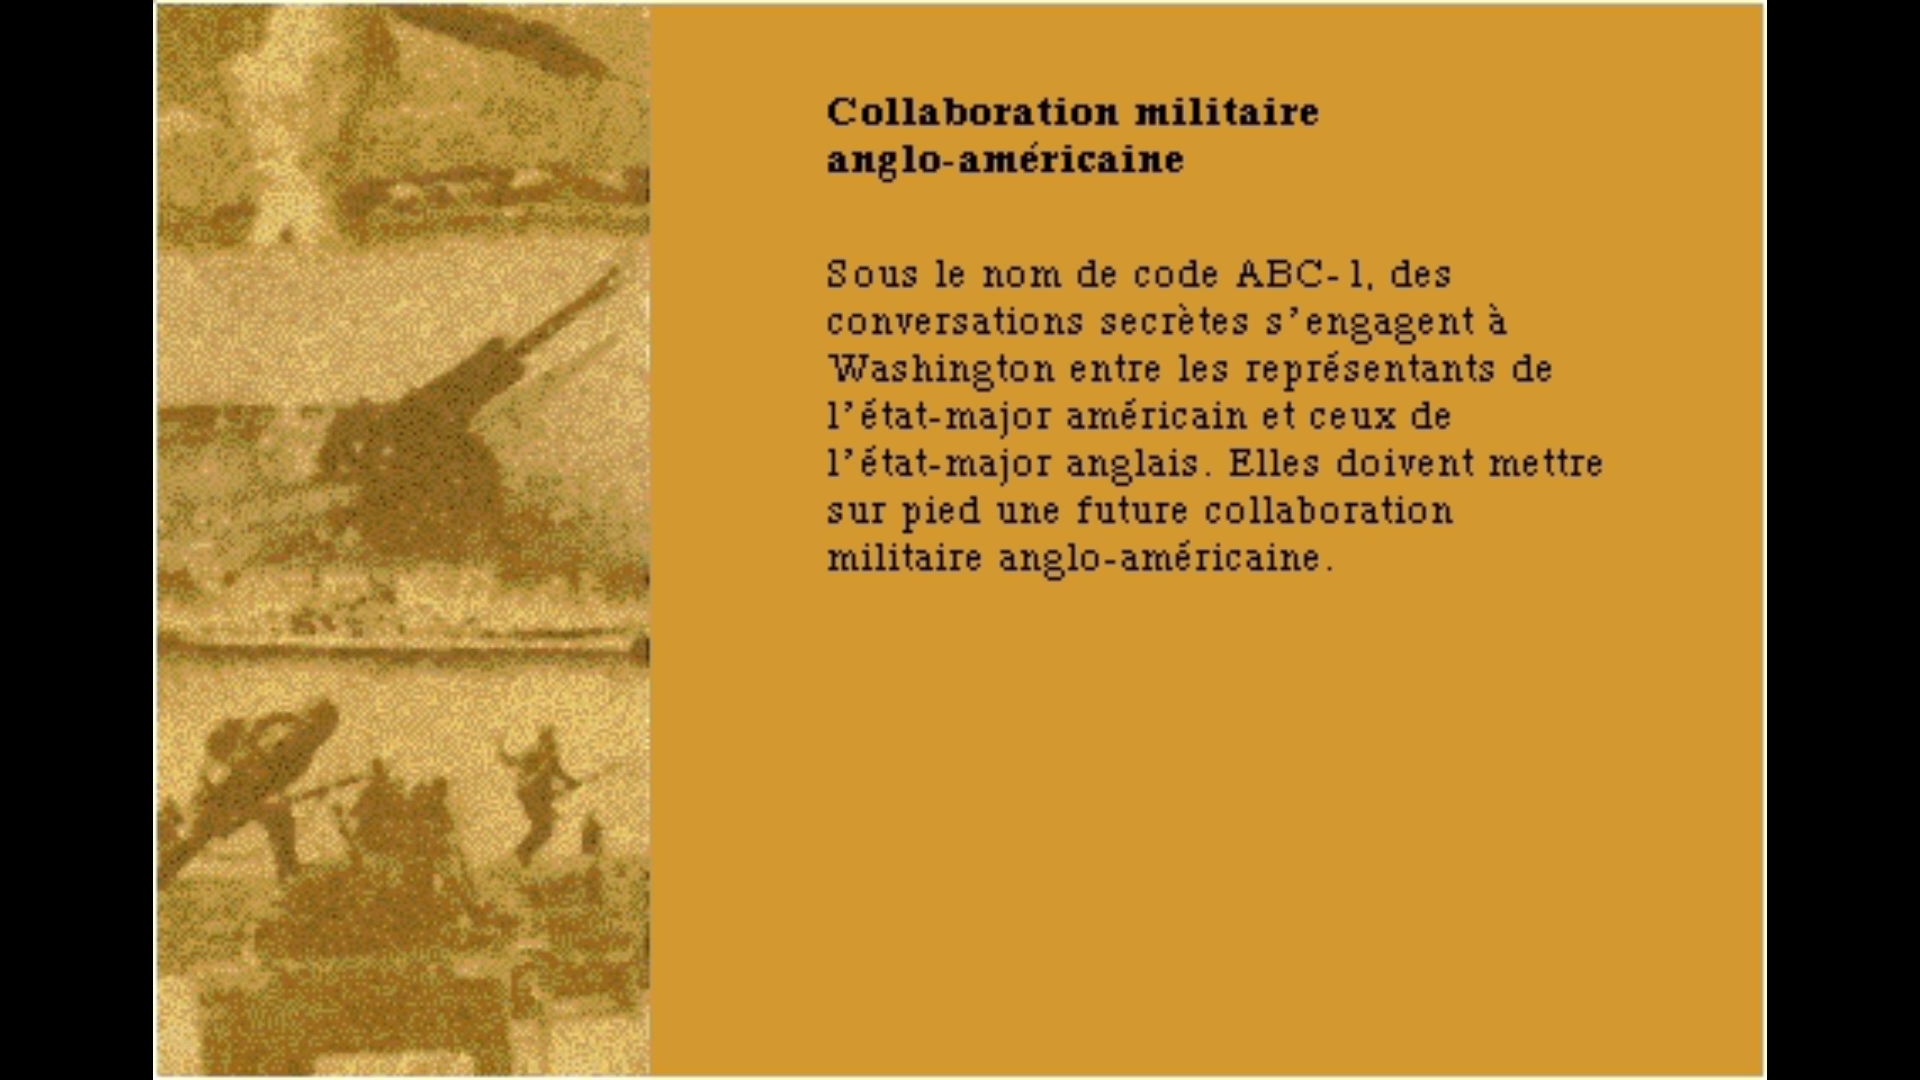 Collaboration militaire
anglo-américaine
Sous le nom de code ABC-1, des
conversations secrètes s’engagent à
Washington entre les représentants de
l’état-major américain et ceux de
l’état-major anglais. Elles doivent mettre
sur pied une future collaboration
militaire anglo-américaine.